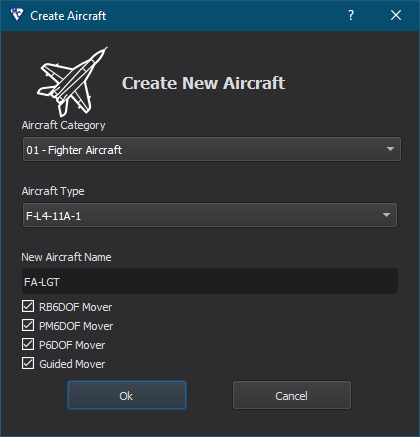 Create Aircraft
Create New Aircraft
Aircraft Category
01 - Fighter Aircraft
Aircraft Type
F-L4-11A-1
New Aircraft Name
FA-LGT
RB6DOF Mover
PM6DOF Mover
P6DOF Mover
Guided Mover
Ok Cancel